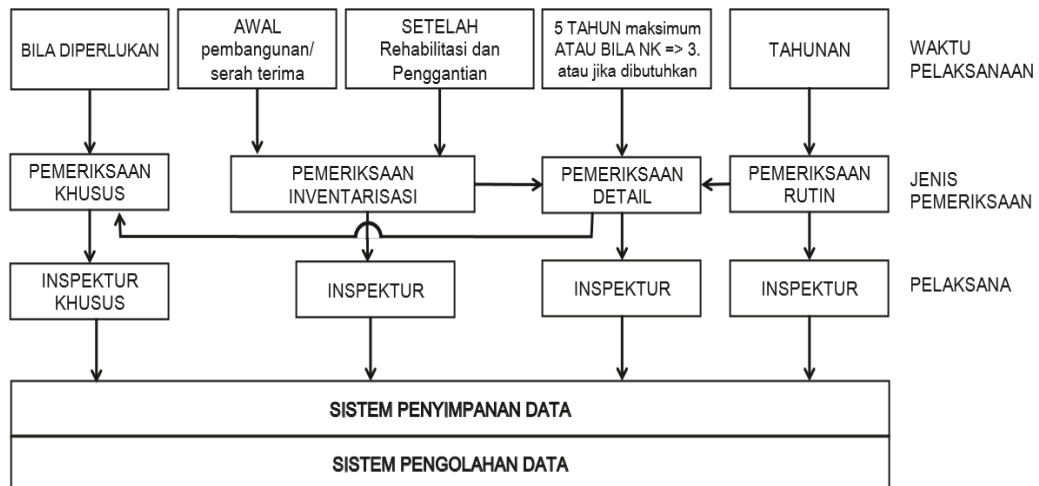 BILA DIPERLUKAN
AWAL
pembangunan/
serah terima
SETELAH
Rehabilitasi dan
Penggantian
5 TAHUN maksimum
ATAU BILA NK => 3.
atau jika dibutuhkan
TAHUNAN
WAKTU
PELAKSANAAN
PEMERIKSAAN
KHUSUS
PEMERIKSAAN
INVENTARISASI
PEMERIKSAAN
DETAIL
PEMERIKSAAN
RUTIN
JENIS
PEMERIKSAAN
INSPEKTUR
KHUSUS
INSPEKTUR
INSPEKTUR
INSPEKTUR
PELAKSANA
SISTEM PENYIMPANAN DATA
SISTEM PENGOLAHAN DATA